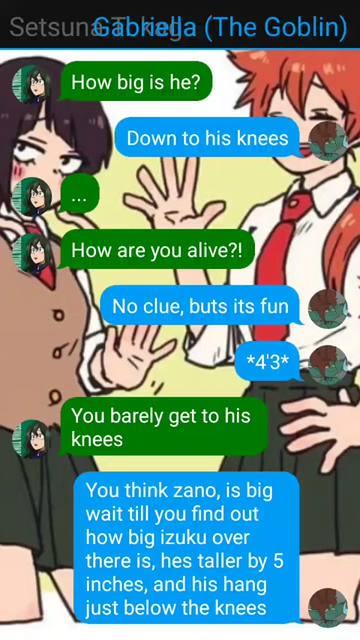 Setsuna T kage
Gabriella (The Goblin)
How big is he?
Down to his knees
...
How are you alive?!
No clue, buts its fun
*4'3*
You barely get to his
knees
You think zano, is big
wait till you find out
how big izuku over
there is, hes taller by 5
inches, and his hang
just below the knees